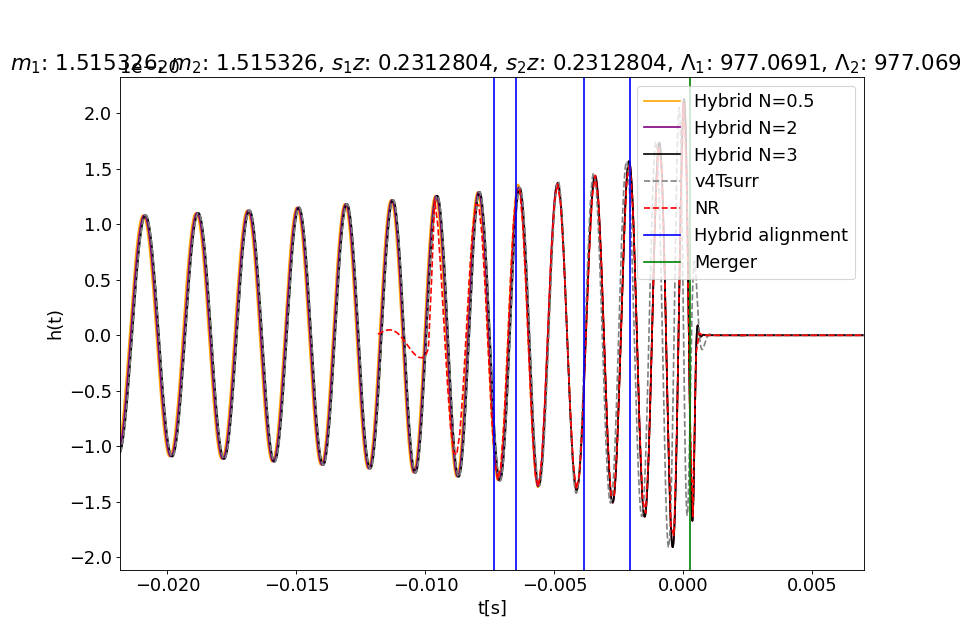 m₁: 1.515326, m₂: 1.515326, s₁z: 0.2312804, s₂z: 0.2312804, Λ₁: 977.0691, Λ₂: 977.069
1e−20
2.0
1.5
1.0
0.5
0.0
−0.5
−1.0
−1.5
−2.0
h(t)
Hybrid N=0.5
Hybrid N=2
Hybrid N=3
v4Tsurr
NR
Hybrid alignment
Merger
−0.020
−0.015
−0.010
−0.005
0.000
0.005
t[s]